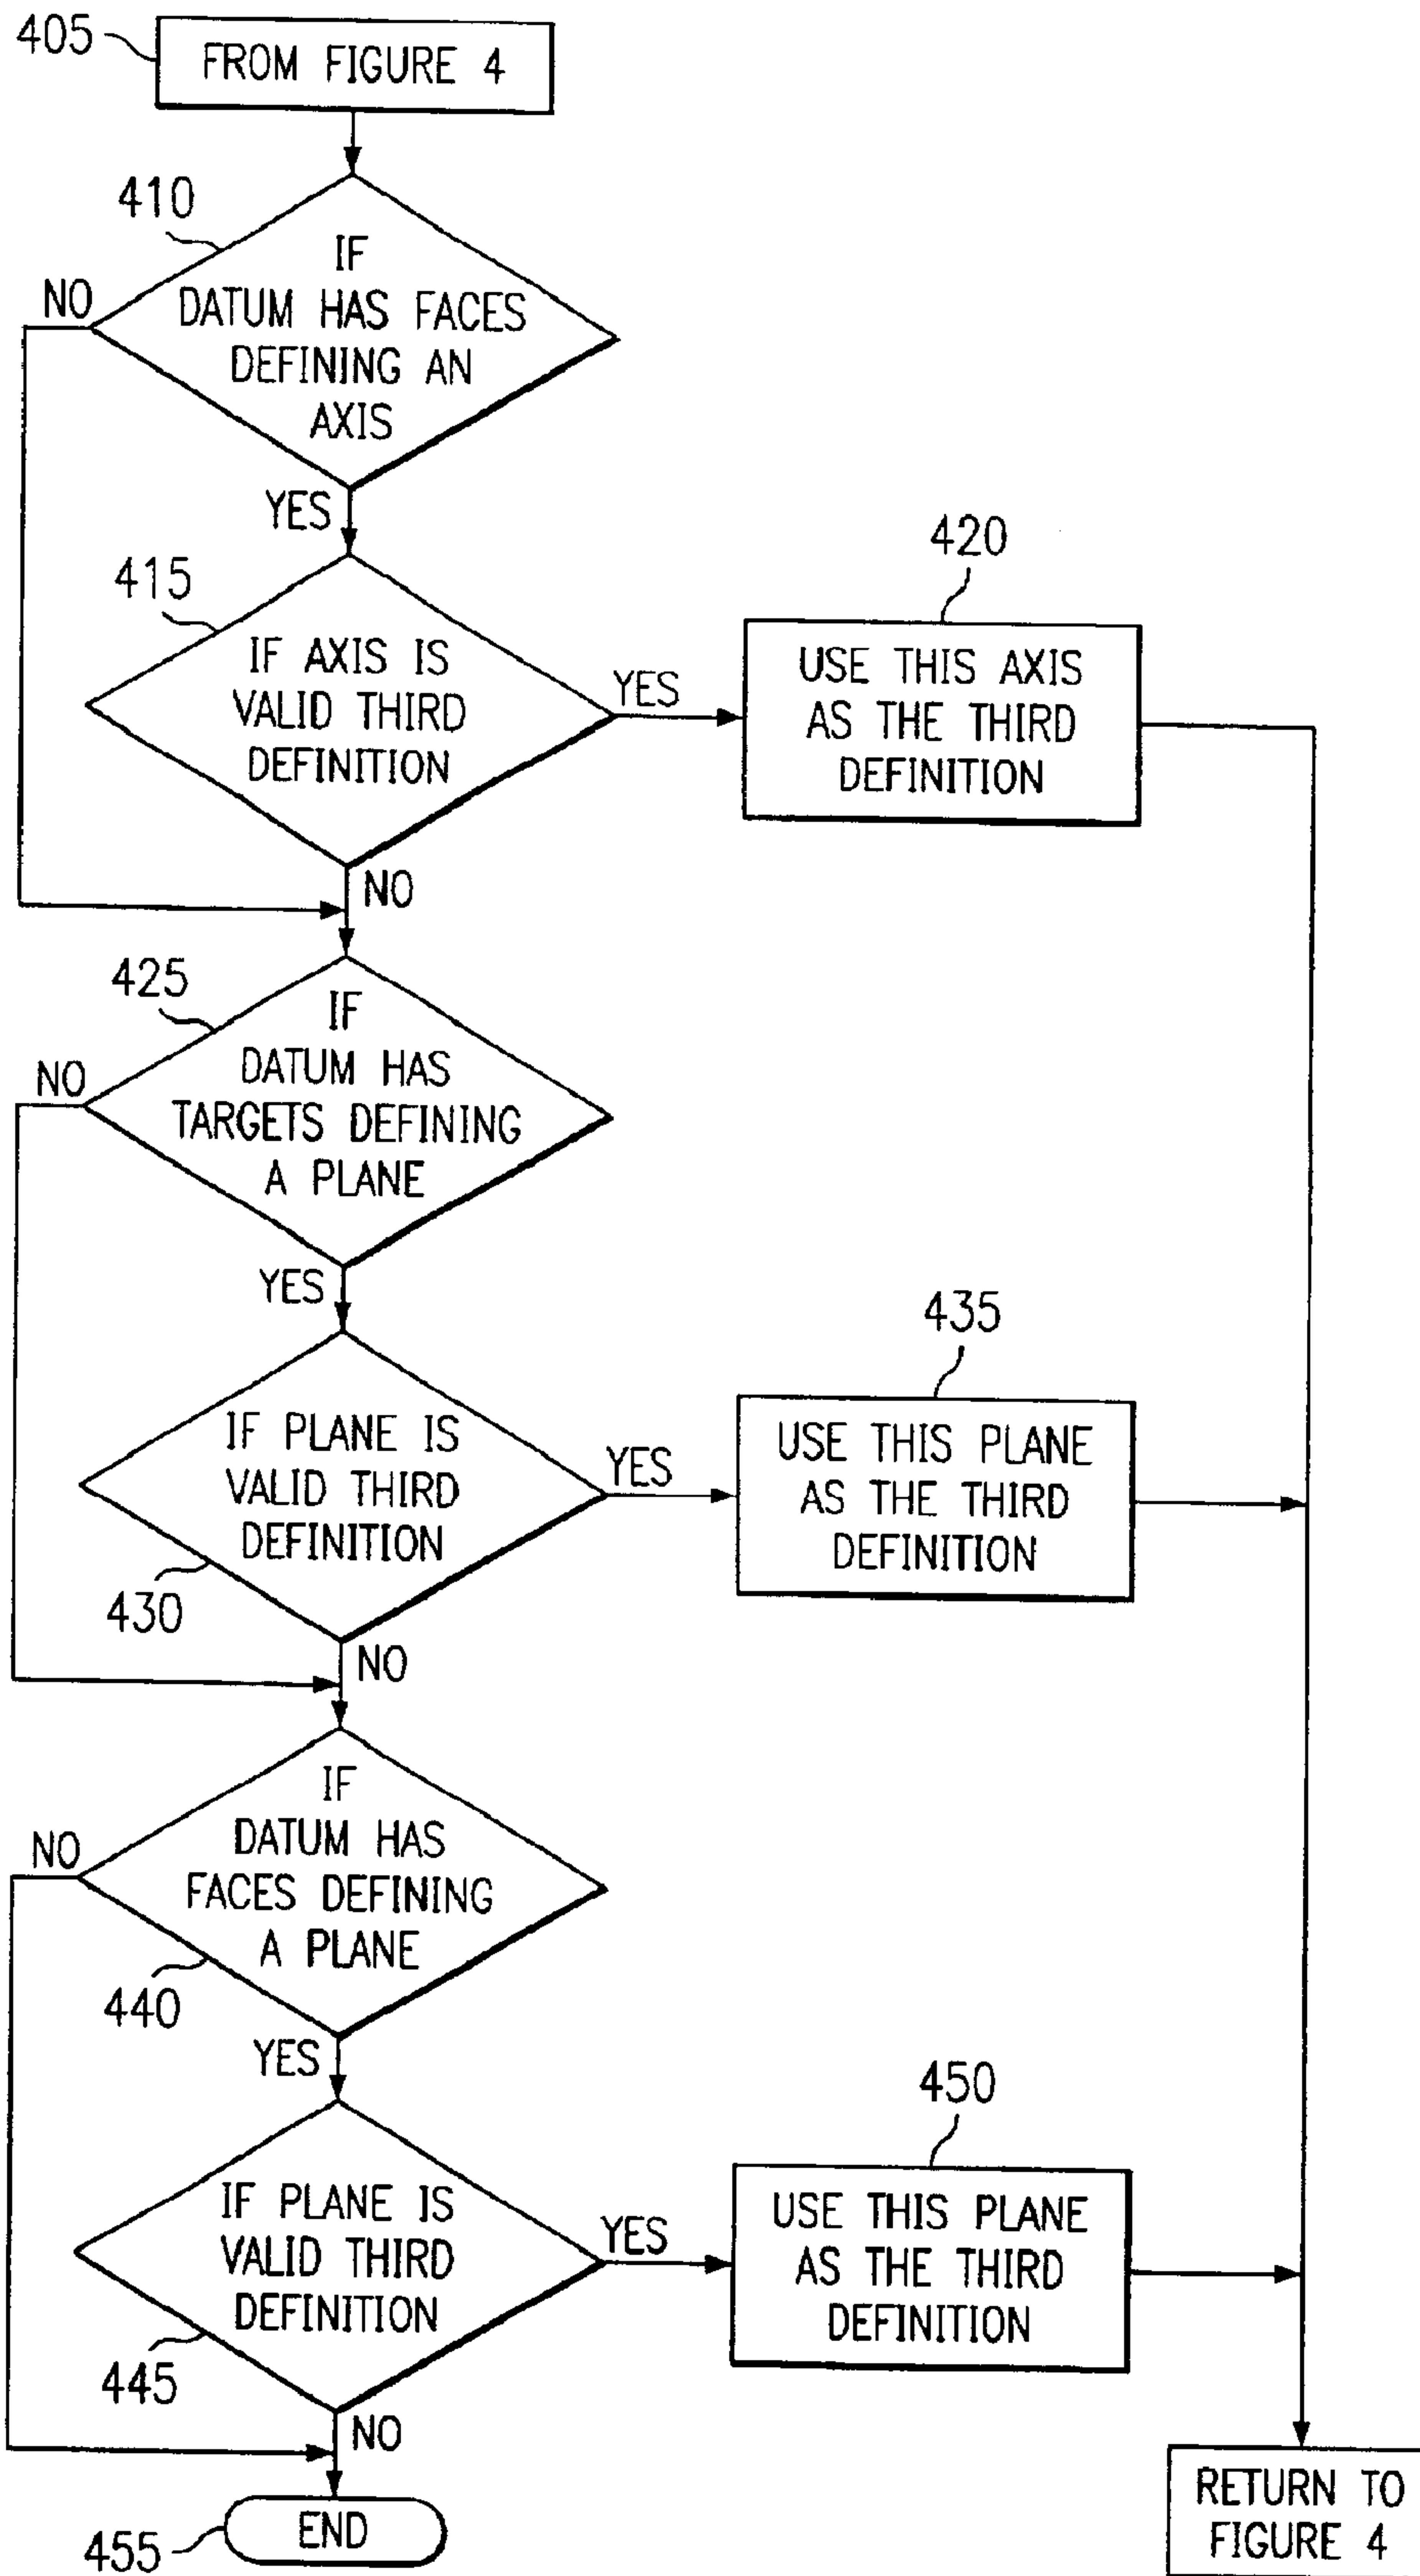 405
FROM FIGURE 4
410
IF
DATUM HAS FACES
DEFINING AN
AXIS
NO
YES
415
IF AXIS IS
VALID THIRD
DEFINITION
YES
420
USE THIS AXIS
AS THE THIRD
DEFINITION
NO
425
IF
DATUM HAS
TARGETS DEFINING
A PLANE
NO
YES
IF PLANE IS
VALID THIRD
DEFINITION
430
YES
435
USE THIS PLANE
AS THE THIRD
DEFINITION
NO
IF
DATUM HAS
FACES DEFINING
A PLANE
NO
440
YES
IF PLANE IS
VALID THIRD
DEFINITION
445
YES
450
USE THIS PLANE
AS THE THIRD
DEFINITION
NO
END
455
RETURN TO
FIGURE 4